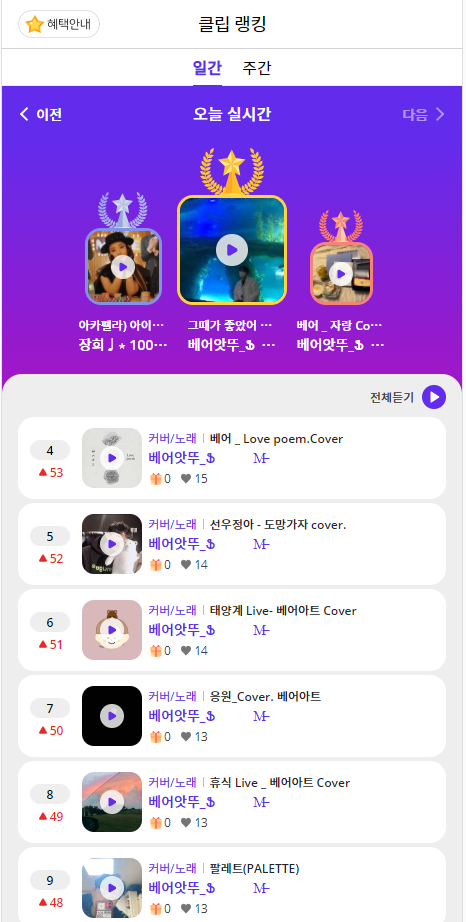 혜택안내
클립 랭킹
일간 주간
이전 오늘 실시간 다음
아카펠라) 아이…
장희♩⋆ 100…
그때가 좋았어 …
베어앗뚜_ֆ …
베어 _ 자랑 Co…
베어앗뚜_ֆ …
전체듣기
4
▲53
커버/노래 | 베어 _ Love poem.Cover
베어앗뚜_ֆ M̶
0 15
5
▲52
커버/노래 | 선우정아 - 도망가자 cover.
베어앗뚜_ֆ M̶
0 14
6
▲51
커버/노래 | 태양계 Live- 베어아트 Cover
베어앗뚜_ֆ M̶
0 14
7
▲50
커버/노래 | 응원_Cover. 베어아트
베어앗뚜_ֆ M̶
0 13
8
▲49
커버/노래 | 휴식 Live _ 베어아트 Cover
베어앗뚜_ֆ M̶
0 13
9
▲48
커버/노래 | 팔레트(PALETTE)
베어앗뚜_ֆ M̶
0 13